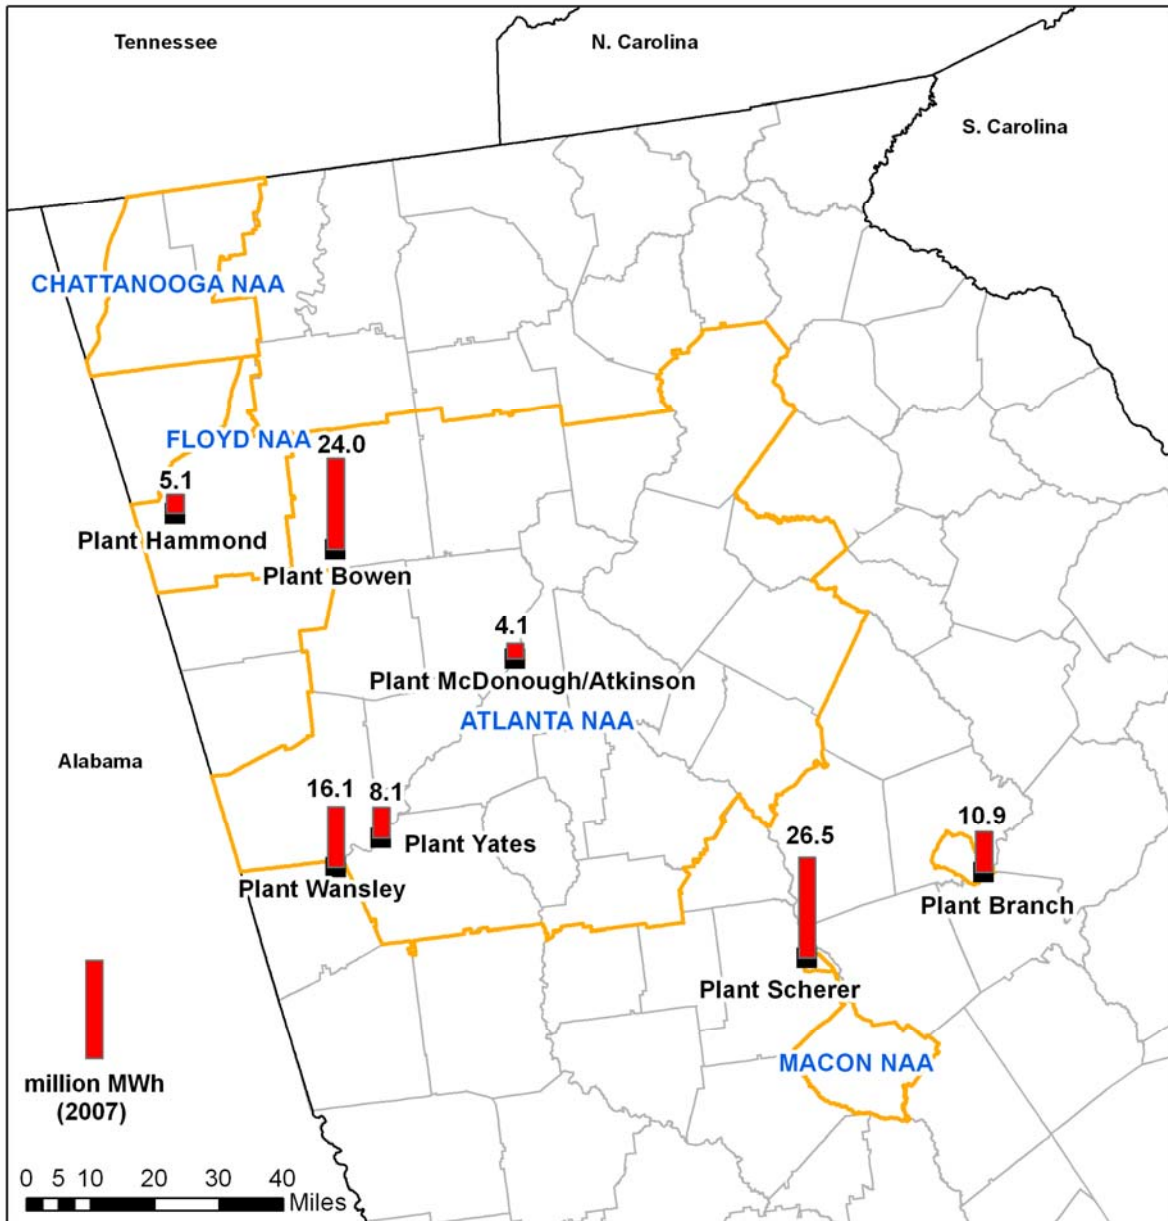 Tennessee
N. Carolina
S. Carolina
CHATTANOOGA NAA
FLOYD NAA
24.0
5.1
Plant Hammond
Plant Bowen
4.1
Plant McDonough/Atkinson
ATLANTA NAA
Alabama
16.1
8.1
Plant Yates
Plant Wansley
26.5
10.9
Plant Branch
Plant Scherer
MACON NAA
million MWh
(2007)
0 5 10 20 30 40
Miles